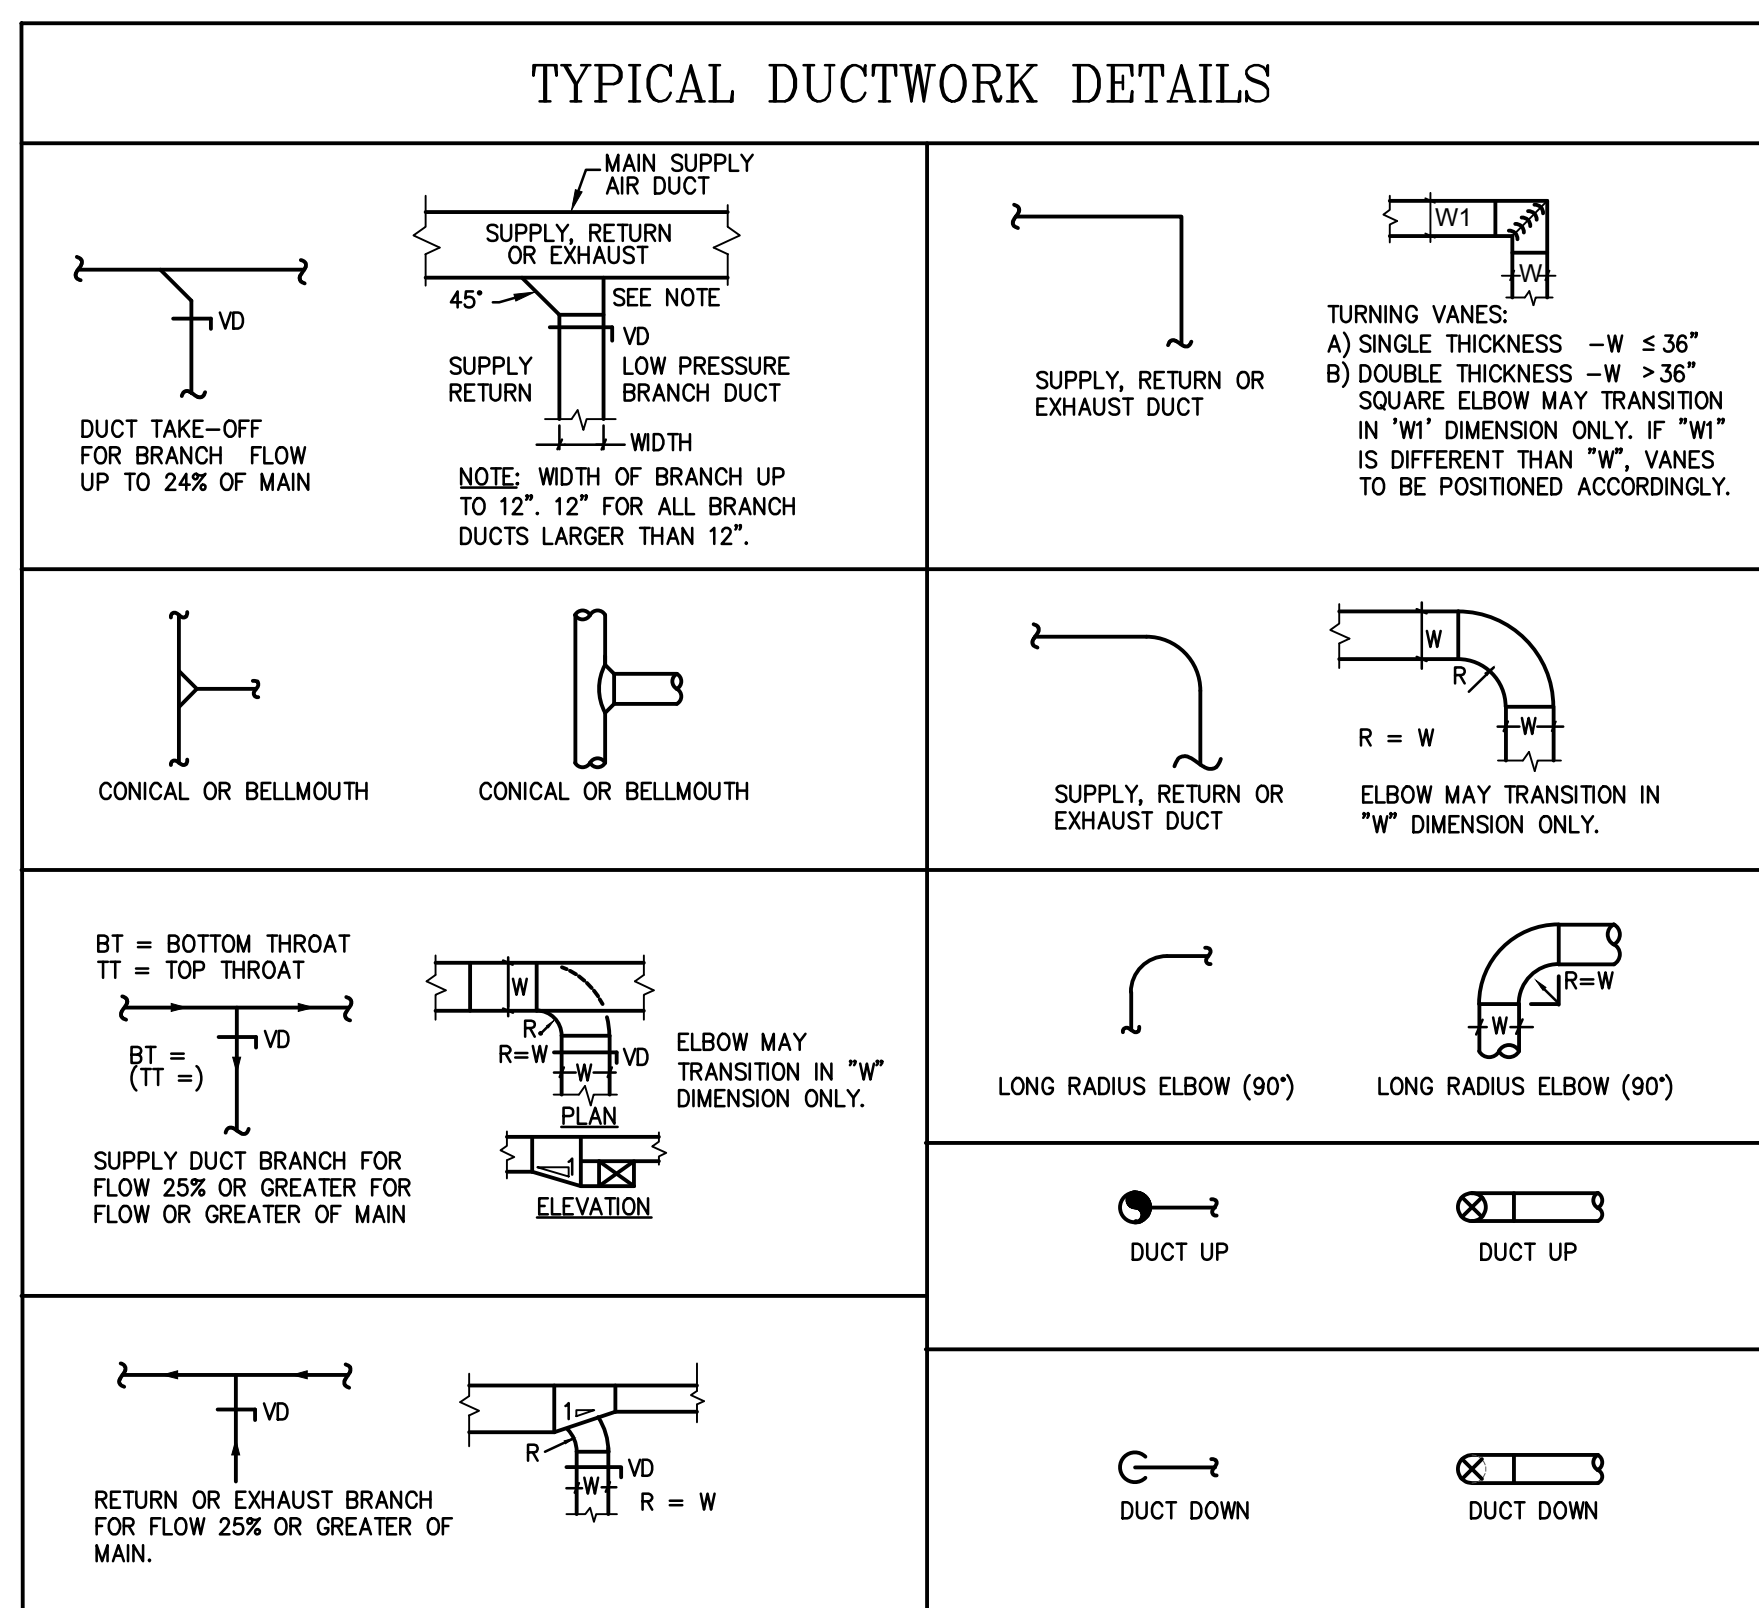 TYPICAL DUCTWORK DETAILS
MAIN SUPPLY
AIR DUCT
SUPPLY, RETURN
OR EXHAUST
45°
SEE NOTE
VD
VD
SUPPLY
RETURN
LOW PRESSURE
BRANCH DUCT
WIDTH
DUCT TAKE-OFF
FOR BRANCH FLOW
UP TO 24% OF MAIN
NOTE: WIDTH OF BRANCH UP
TO 12". 12" FOR ALL BRANCH
DUCTS LARGER THAN 12".
W1
W
SUPPLY, RETURN OR
EXHAUST DUCT
TURNING VANES:
A) SINGLE THICKNESS -W ≤ 36"
B) DOUBLE THICKNESS -W > 36"
SQUARE ELBOW MAY TRANSITION
IN 'W1' DIMENSION ONLY. IF "W1"
IS DIFFERENT THAN "W", VANES
TO BE POSITIONED ACCORDINGLY.
CONICAL OR BELLMOUTH
CONICAL OR BELLMOUTH
W
R
W
R = W
SUPPLY, RETURN OR
EXHAUST DUCT
ELBOW MAY TRANSITION IN
"W" DIMENSION ONLY.
BT = BOTTOM THROAT
TT = TOP THROAT
VD
BT =
(TT =)
SUPPLY DUCT BRANCH FOR
FLOW 25% OR GREATER FOR
FLOW OR GREATER OF MAIN
W
R
R=W
VD
W
PLAN
1
ELEVATION
ELBOW MAY
TRANSITION IN "W"
DIMENSION ONLY.
R=W
W
LONG RADIUS ELBOW (90°)
LONG RADIUS ELBOW (90°)
DUCT UP
DUCT UP
VD
RETURN OR EXHAUST BRANCH
FOR FLOW 25% OR GREATER OF
MAIN.
1
R
VD
W
R = W
DUCT DOWN
DUCT DOWN